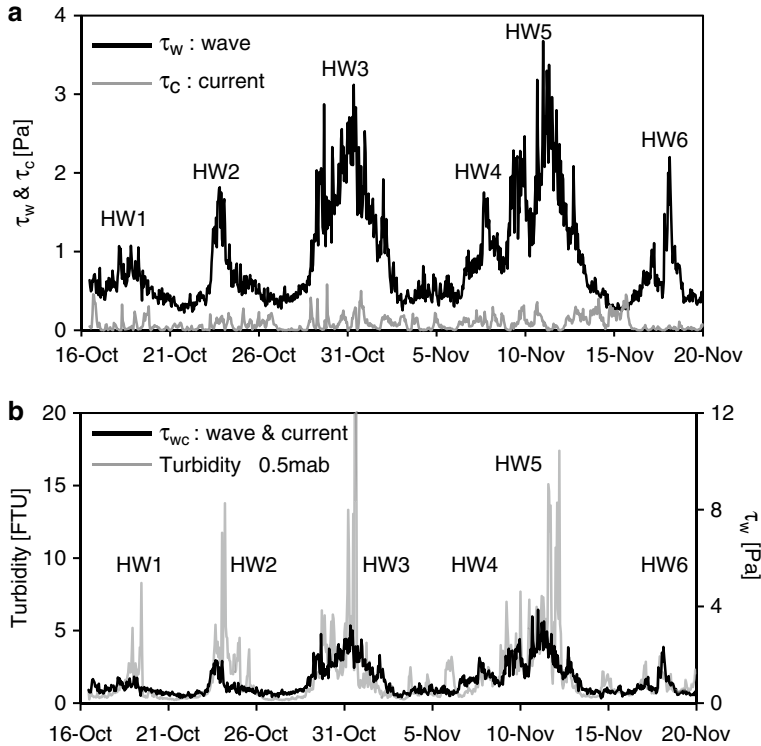 a
τw : wave
τc : current
HW1
HW2
HW3
HW4
HW5
HW6
τw & τc [Pa]
4
3
2
1
0
16-Oct 21-Oct 26-Oct 31-Oct 5-Nov 10-Nov 15-Nov 20-Nov
b
τwc : wave & current
Turbidity 0.5mab
HW1
HW2
HW3
HW4
HW5
HW6
Turbidity [FTU]
20
15
10
5
0
τw [Pa]
12
8
4
0
16-Oct 21-Oct 26-Oct 31-Oct 5-Nov 10-Nov 15-Nov 20-Nov